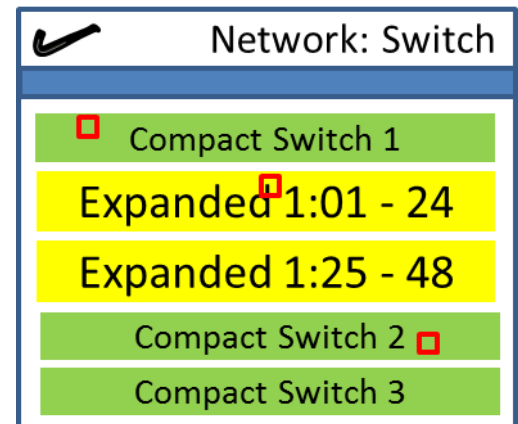 Network: Switch
Compact Switch 1
Expanded 1:01 - 24
Expanded 1:25 - 48
Compact Switch 2
Compact Switch 3